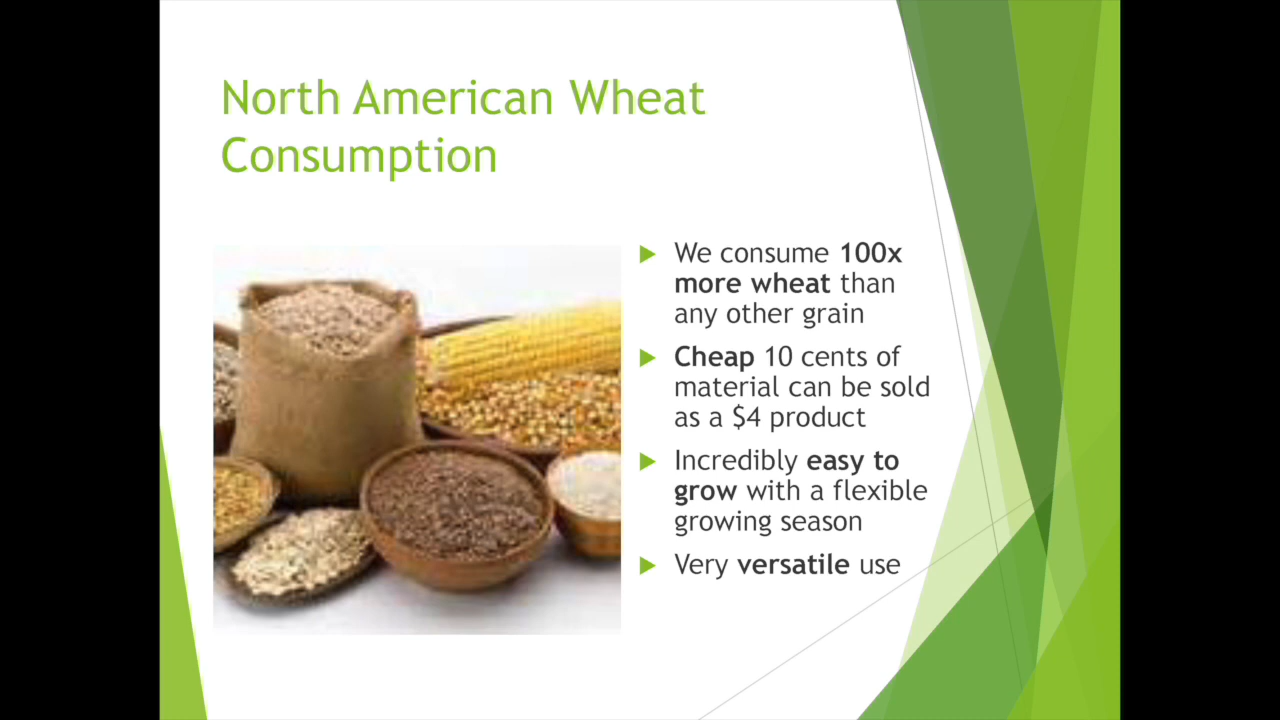 North American Wheat
Consumption
We consume 100x
more wheat than
any other grain
Cheap 10 cents of
material can be sold
as a $4 product
Incredibly easy to
grow with a flexible
growing season
Very versatile use